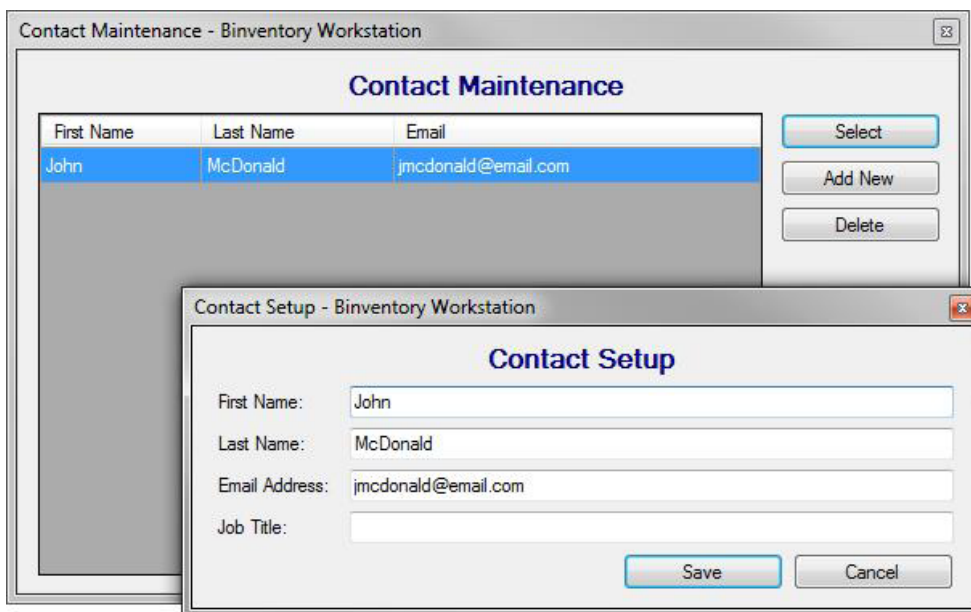 Contact Maintenance - Binventory Workstation
Contact Maintenance
First Name Last Name Email
John McDonald jmcdonald@email.com
Select
Add New
Delete
Contact Setup - Binventory Workstation
Contact Setup
First Name: John
Last Name: McDonald
Email Address: jmcdonald@email.com
Job Title:
Save Cancel